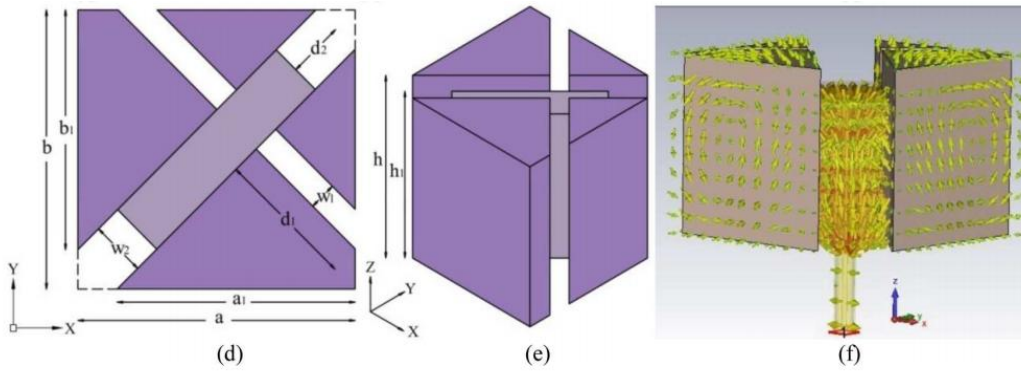 d₂
b₁
b
w₁
d₁
w₂
a₁
a
Y
X
(d)
h
h₁
Z
Y
X
(e)
z
y
x
(f)